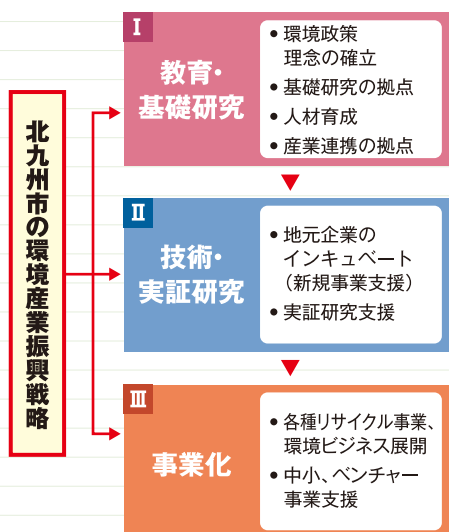 北九州市の環境産業振興戦略
Ⅰ
教育・
基礎研究
• 環境政策
理念の確立
• 基礎研究の拠点
• 人材育成
• 産業連携の拠点
Ⅱ
技術・
実証研究
• 地元企業の
インキュベート
（新規事業支援）
• 実証研究支援
Ⅲ
事業化
• 各種リサイクル事業、
環境ビジネス展開
• 中小、ベンチャー
事業支援